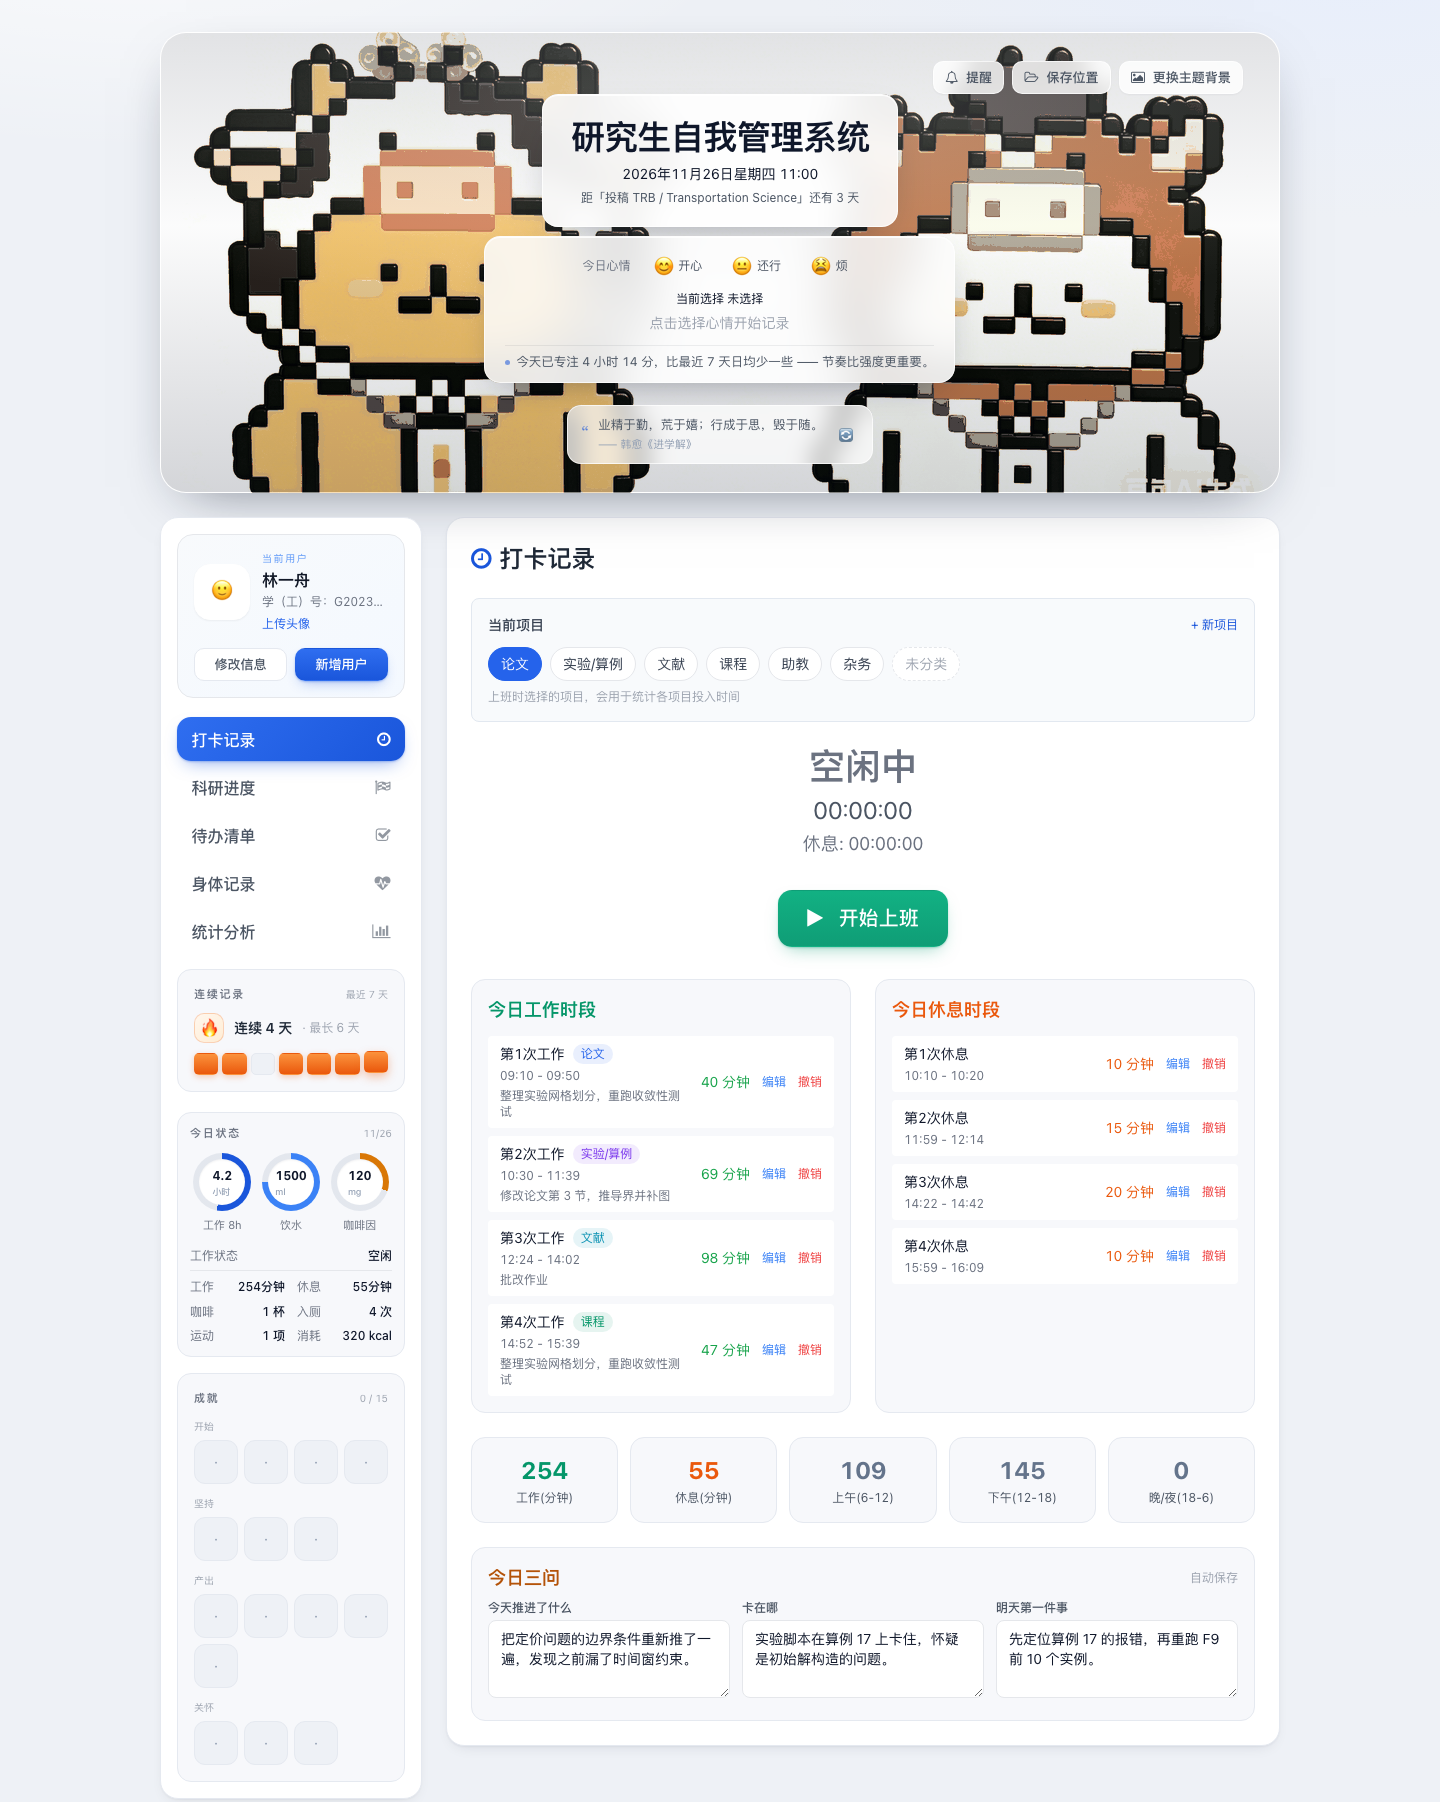 提醒
保存位置
更换主题背景
研究生自我管理系统
2026年11月26日星期四 11:00
距「投稿 TRB / Transportation Science」还有 3 天
今日心情
开心
还行
烦
当前选择 未选择
点击选择心情开始记录
今天已专注 4 小时 14 分，比最近 7 天日均少一些 —— 节奏比强度更重要。
“ 业精于勤，荒于嬉；行成于思，毁于随。
—— 韩愈《进学解》
当前用户
林一舟
学（工）号：G2023...
上传头像
修改信息
新增用户
打卡记录
科研进度
待办清单
身体记录
统计分析
连续记录
最近 7 天
连续 4 天 · 最长 6 天
今日状态
11/26
4.2
小时
工作 8h
1500
ml
饮水
120
mg
咖啡因
工作状态
空闲
工作 254分钟 休息 55分钟
咖啡 1 杯 入厕 4 次
运动 1 项 消耗 320 kcal
成就
0 / 15
开始
坚持
产出
关怀
打卡记录
当前项目
+ 新项目
论文
实验/算例
文献
课程
助教
杂务
未分类
上班时选择的项目，会用于统计各项目投入时间
空闲中
00:00:00
休息: 00:00:00
开始上班
今日工作时段
第1次工作 论文
09:10 - 09:50
整理实验网格划分，重跑收敛性测
试
40 分钟 编辑 撤销
第2次工作 实验/算例
10:30 - 11:39
修改论文第 3 节，推导界并补图
69 分钟 编辑 撤销
第3次工作 文献
12:24 - 14:02
批改作业
98 分钟 编辑 撤销
第4次工作 课程
14:52 - 15:39
整理实验网格划分，重跑收敛性测
试
47 分钟 编辑 撤销
今日休息时段
第1次休息
10:10 - 10:20
10 分钟 编辑 撤销
第2次休息
11:59 - 12:14
15 分钟 编辑 撤销
第3次休息
14:22 - 14:42
20 分钟 编辑 撤销
第4次休息
15:59 - 16:09
10 分钟 编辑 撤销
254
工作(分钟)
55
休息(分钟)
109
上午(6-12)
145
下午(12-18)
0
晚/夜(18-6)
今日三问
自动保存
今天推进了什么
把定价问题的边界条件重新推了一
遍，发现之前漏了时间窗约束。
卡在哪
实验脚本在算例 17 上卡住，怀疑
是初始解构造的问题。
明天第一件事
先定位算例 17 的报错，再重跑 F9
前 10 个实例。